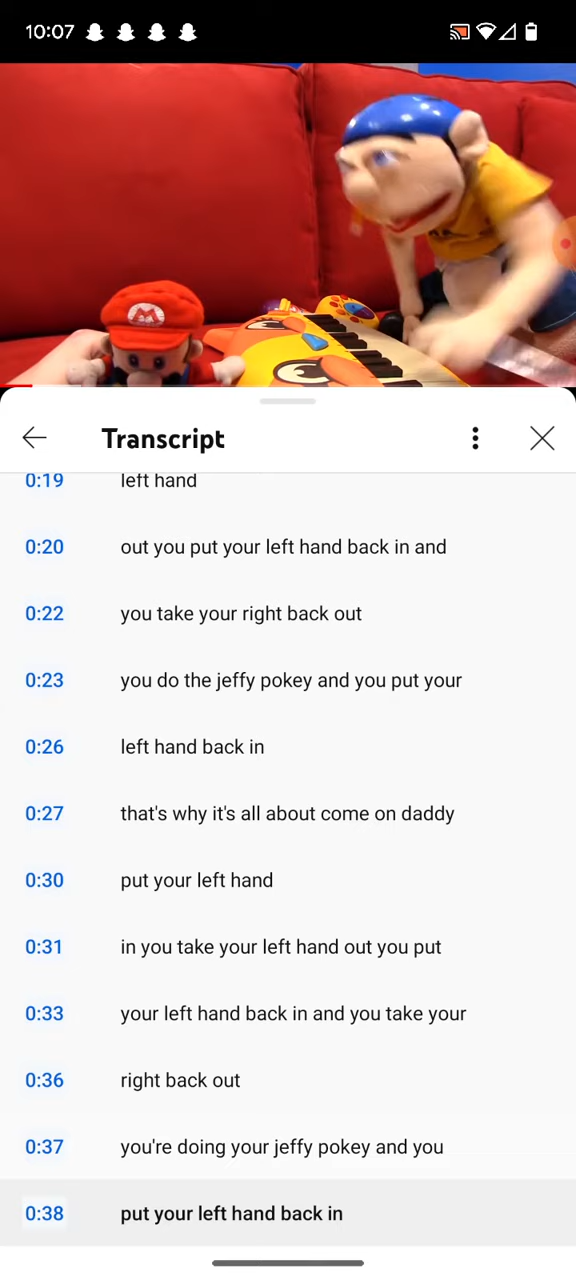 10:07
M
Transcript
0:19 left hand
0:20 out you put your left hand back in and
0:22 you take your right back out
0:23 you do the jeffy pokey and you put your
0:26 left hand back in
0:27 that's why it's all about come on daddy
0:30 put your left hand
0:31 in you take your left hand out you put
0:33 your left hand back in and you take your
0:36 right back out
0:37 you're doing your jeffy pokey and you
0:38 put your left hand back in